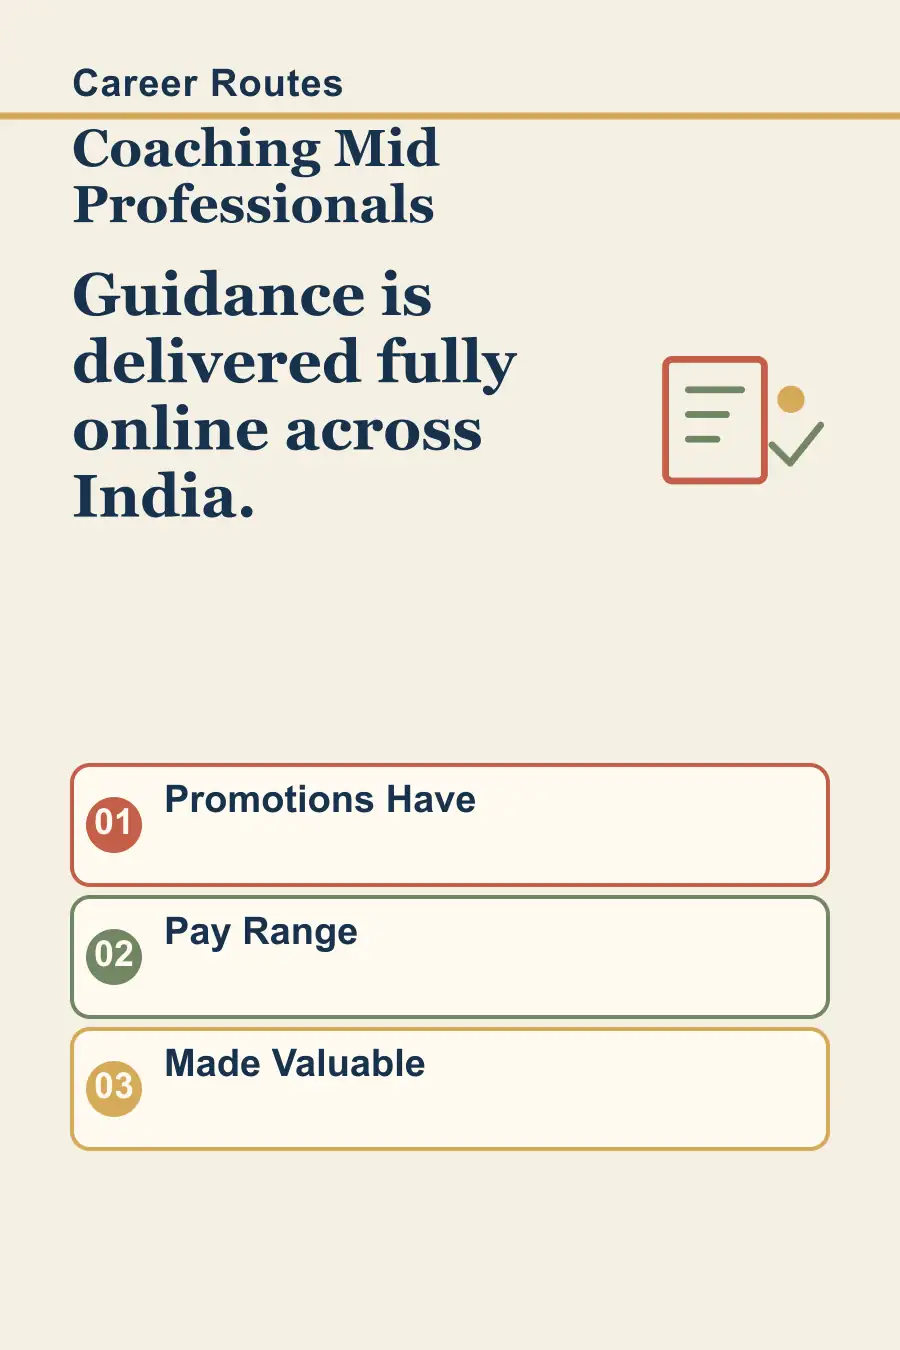 Career Routes
Coaching Mid
Professionals
Guidance is
delivered fully
online across
India.
01
Promotions Have
02
Pay Range
03
Made Valuable